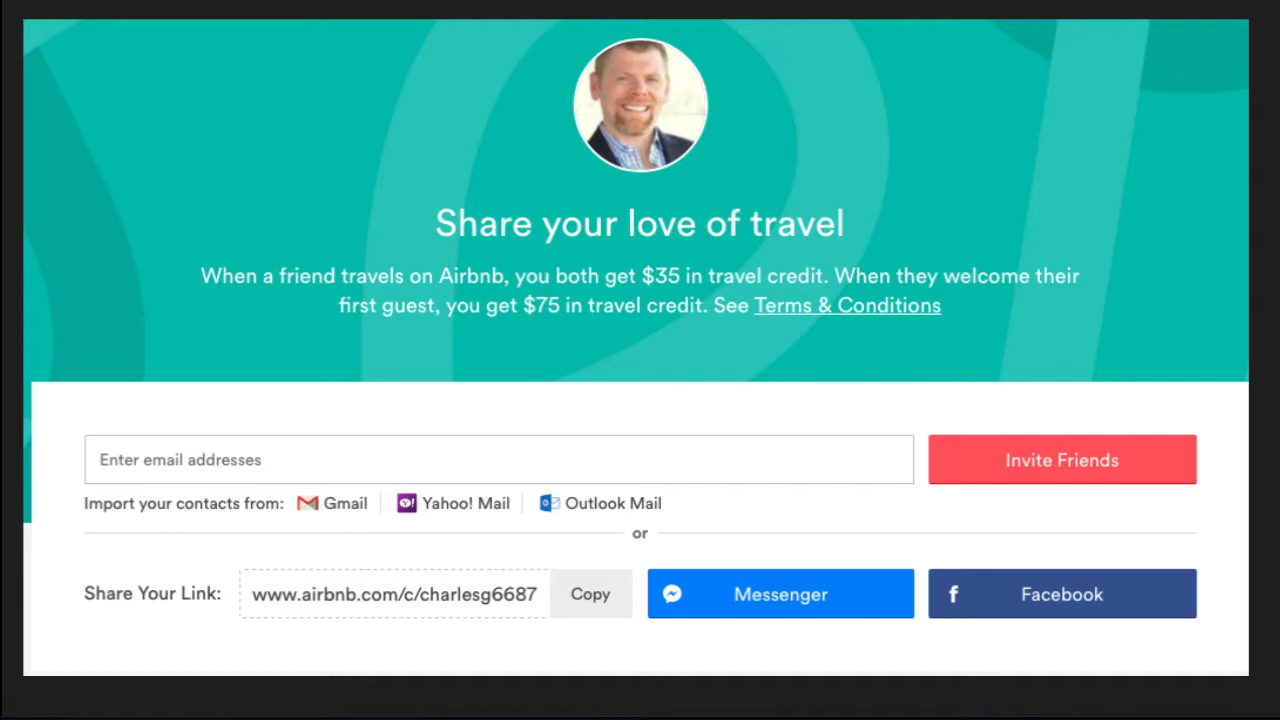 Share your love of travel
When a friend travels on Airbnb, you both get $35 in travel credit. When they welcome their
first guest, you get $75 in travel credit. See Terms & Conditions
Enter email addresses
Invite Friends
Import your contacts from: Gmail Yahoo! Mail Outlook Mail
or
Share Your Link: www.airbnb.com/c/charlesg6687 Copy Messenger Facebook